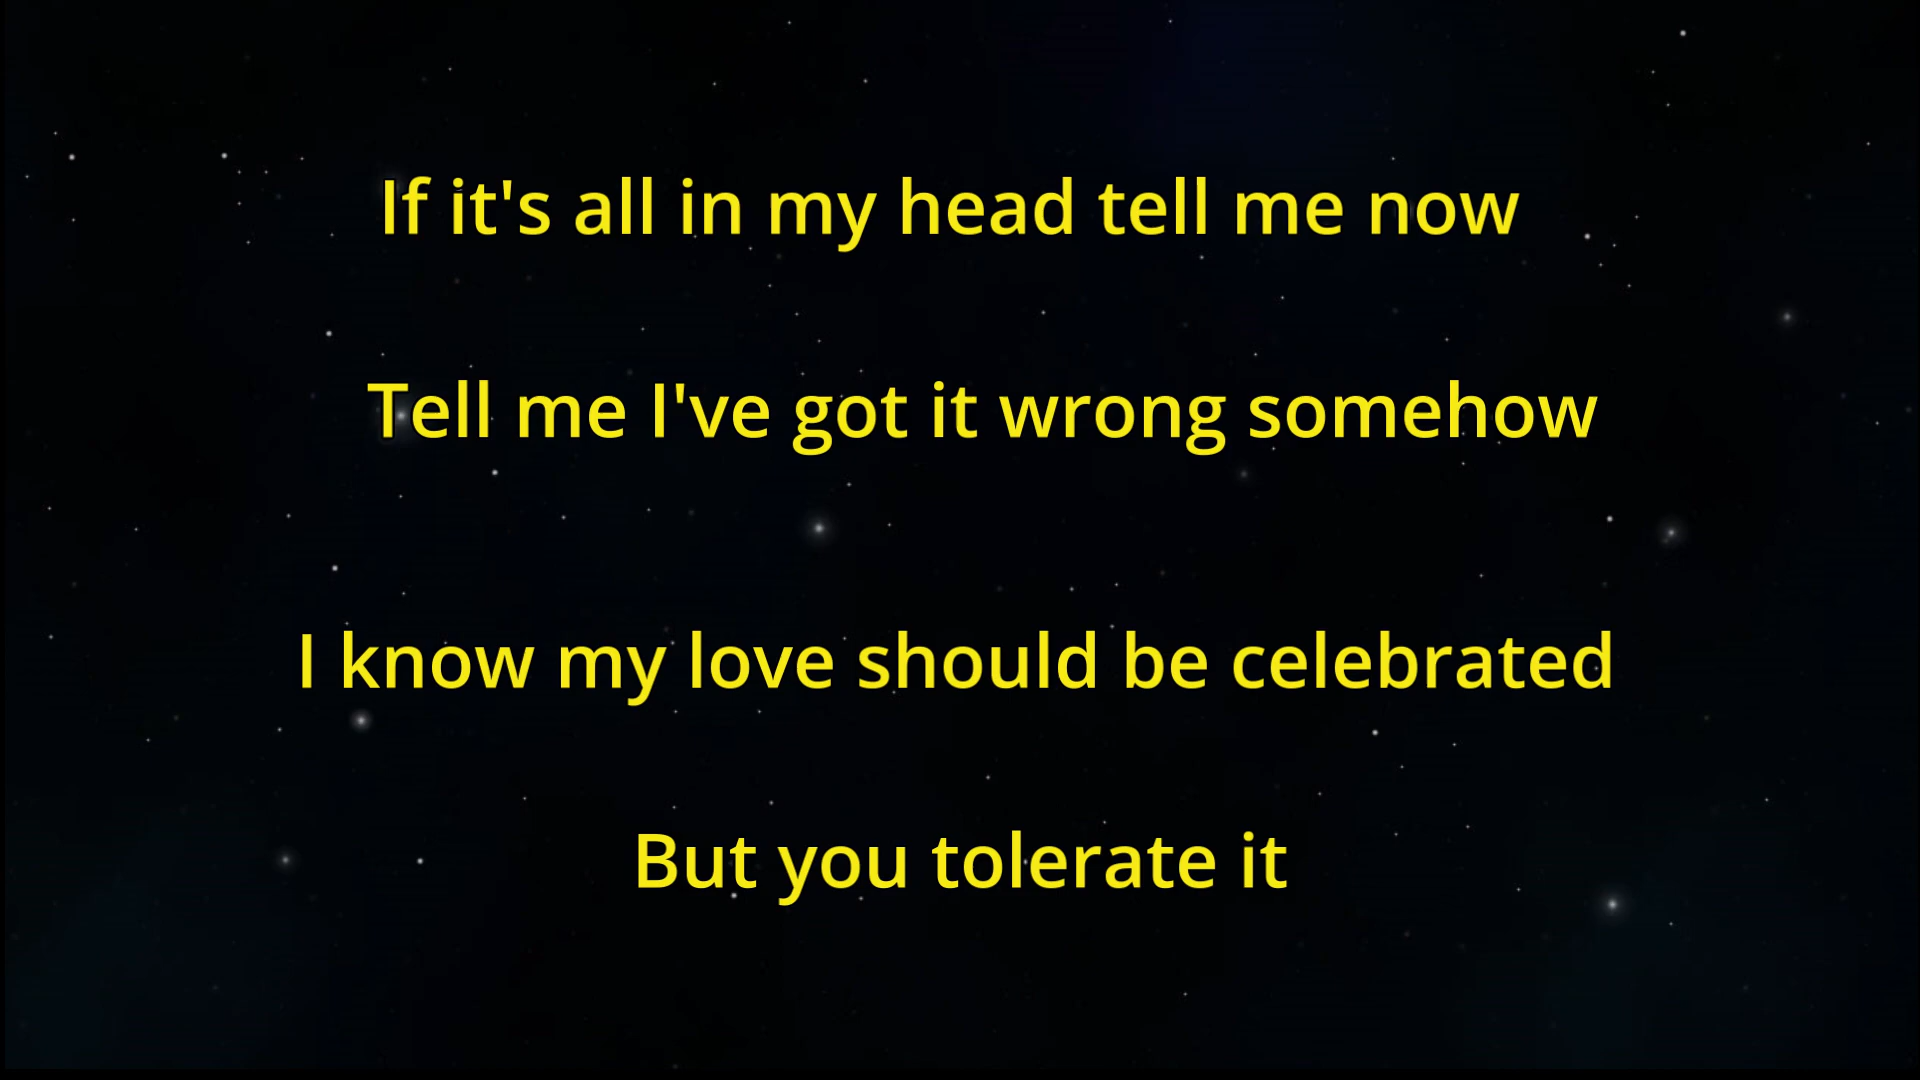 If it's all in my head tell me now
Tell me I've got it wrong somehow
I know my love should be celebrated
But you tolerate it